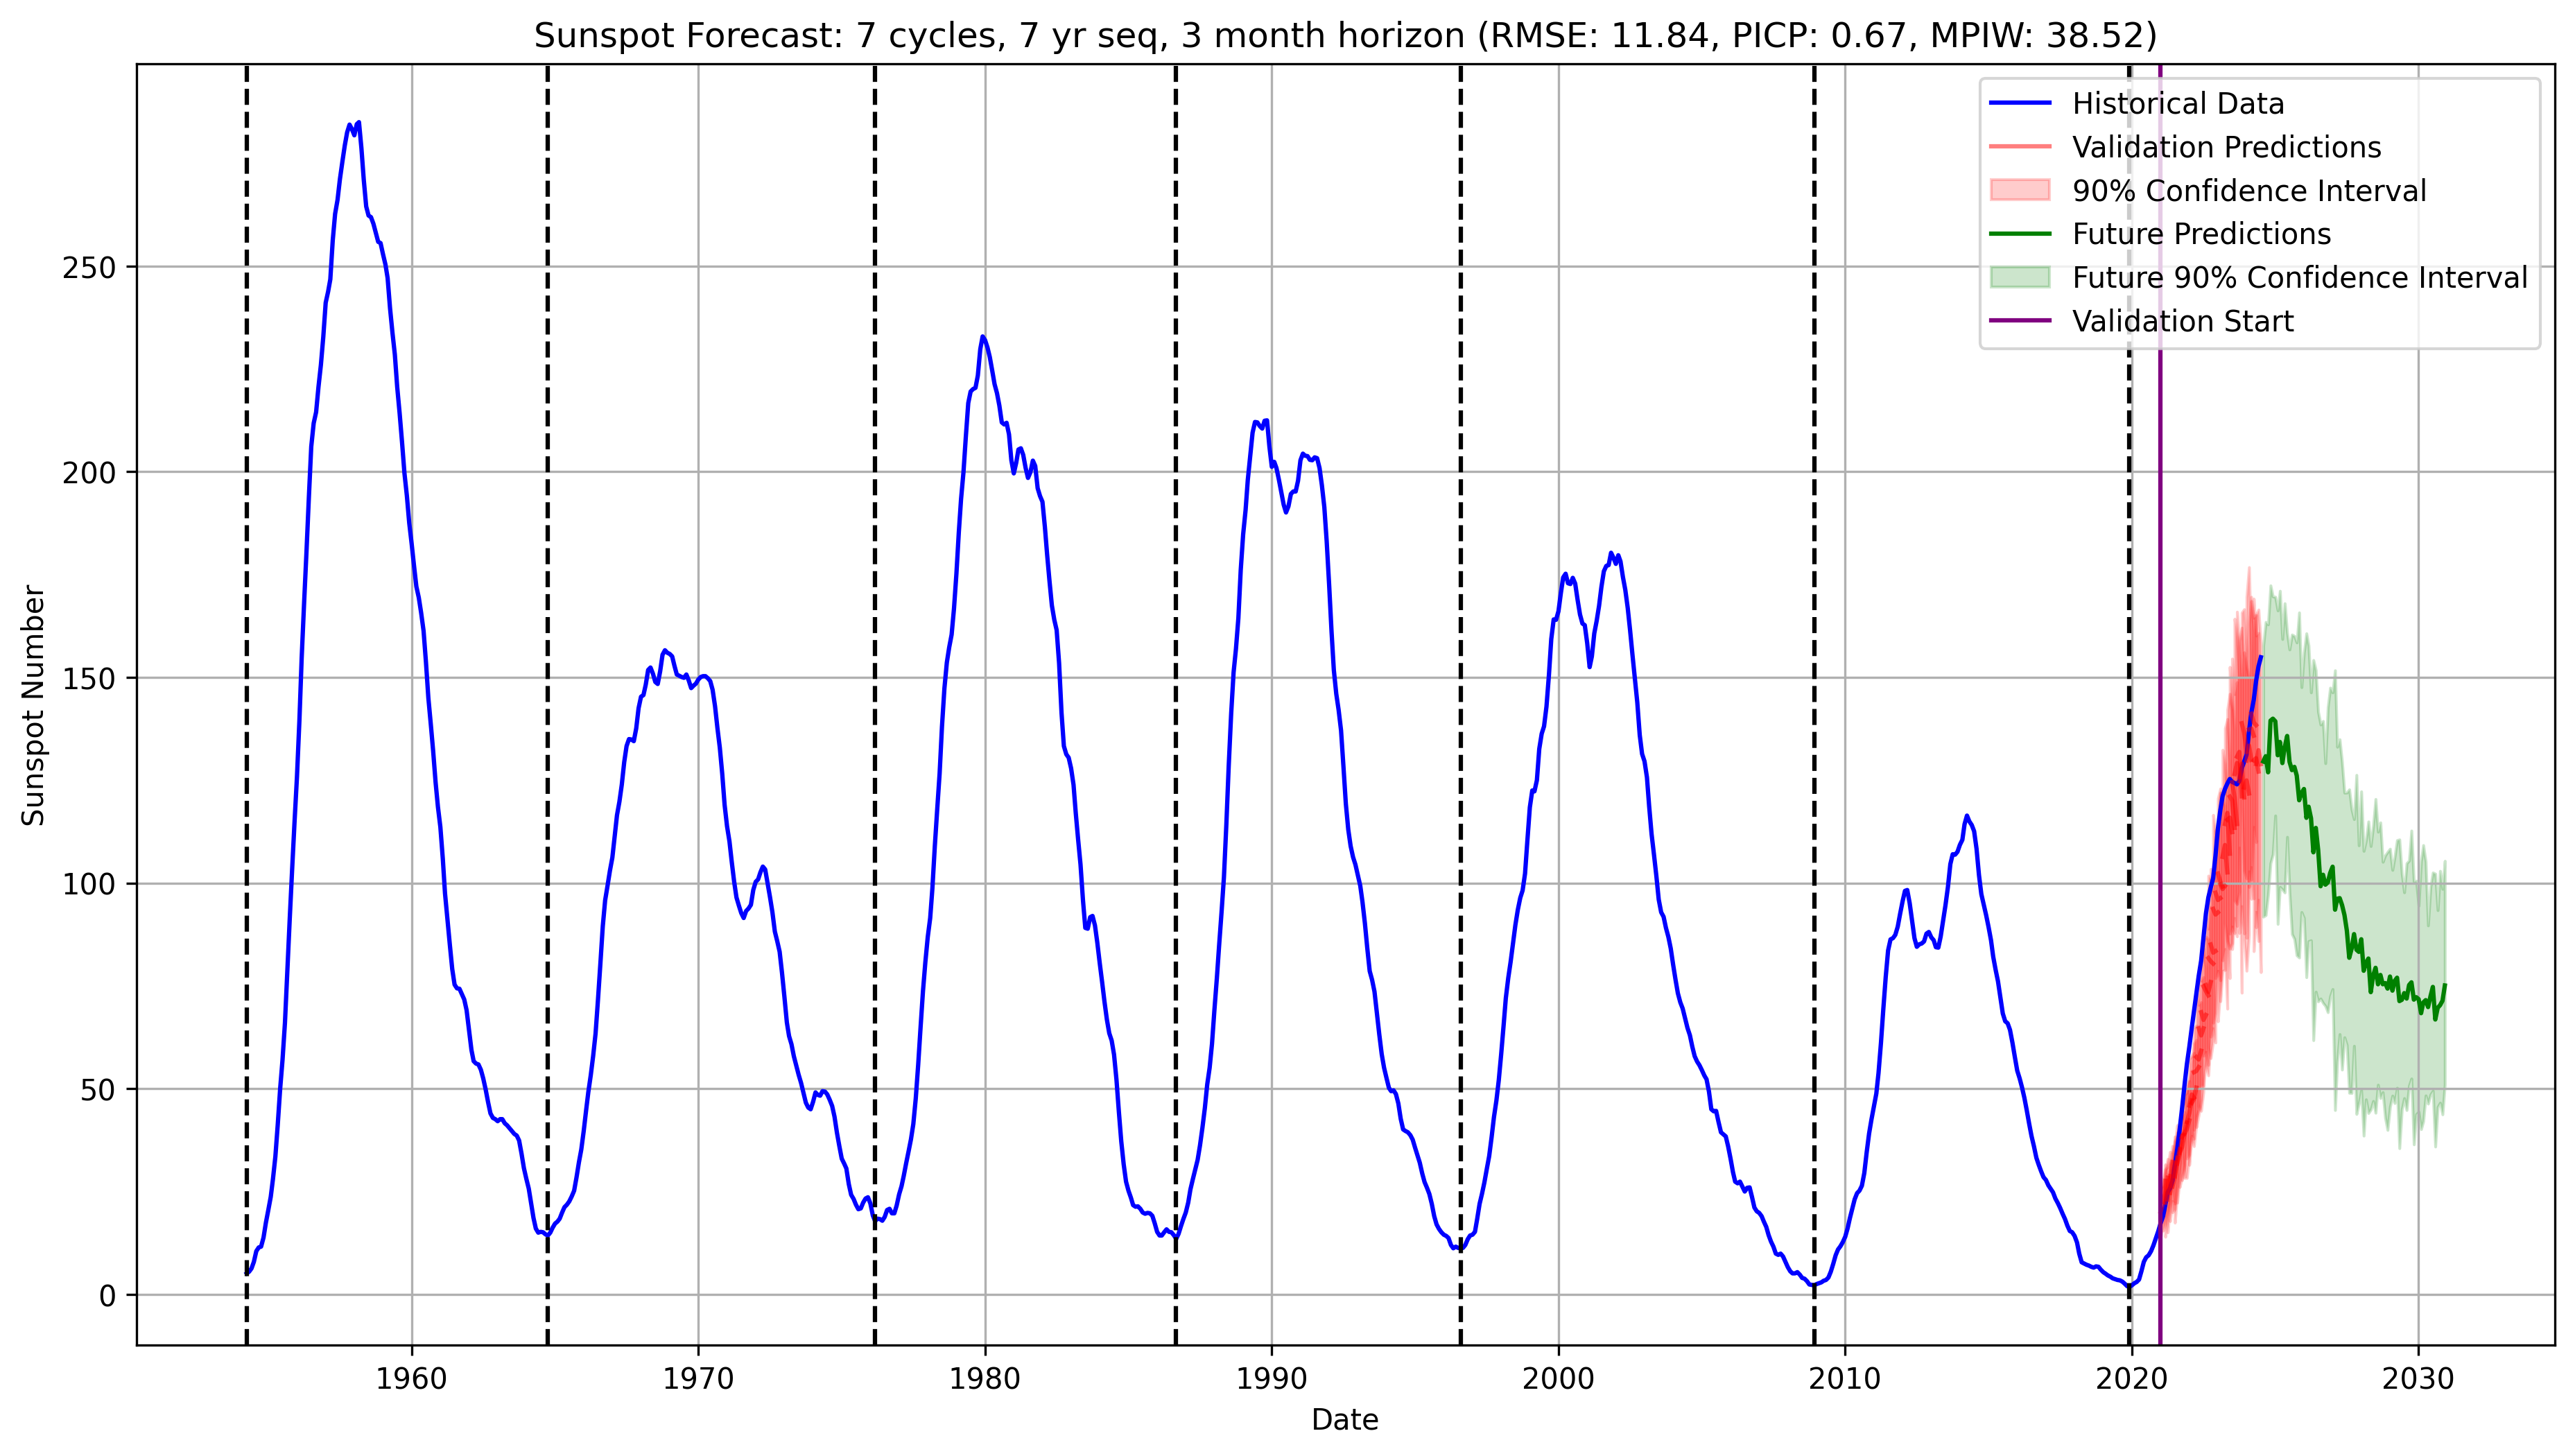 Sunspot Forecast: 7 cycles, 7 yr seq, 3 month horizon (RMSE: 11.84, PICP: 0.67, MPIW: 38.52)
Historical Data
Validation Predictions
90% Confidence Interval
Future Predictions
Future 90% Confidence Interval
Validation Start
Sunspot Number
250
200
150
100
50
0
1960 1970 1980 1990 2000 2010 2020 2030
Date